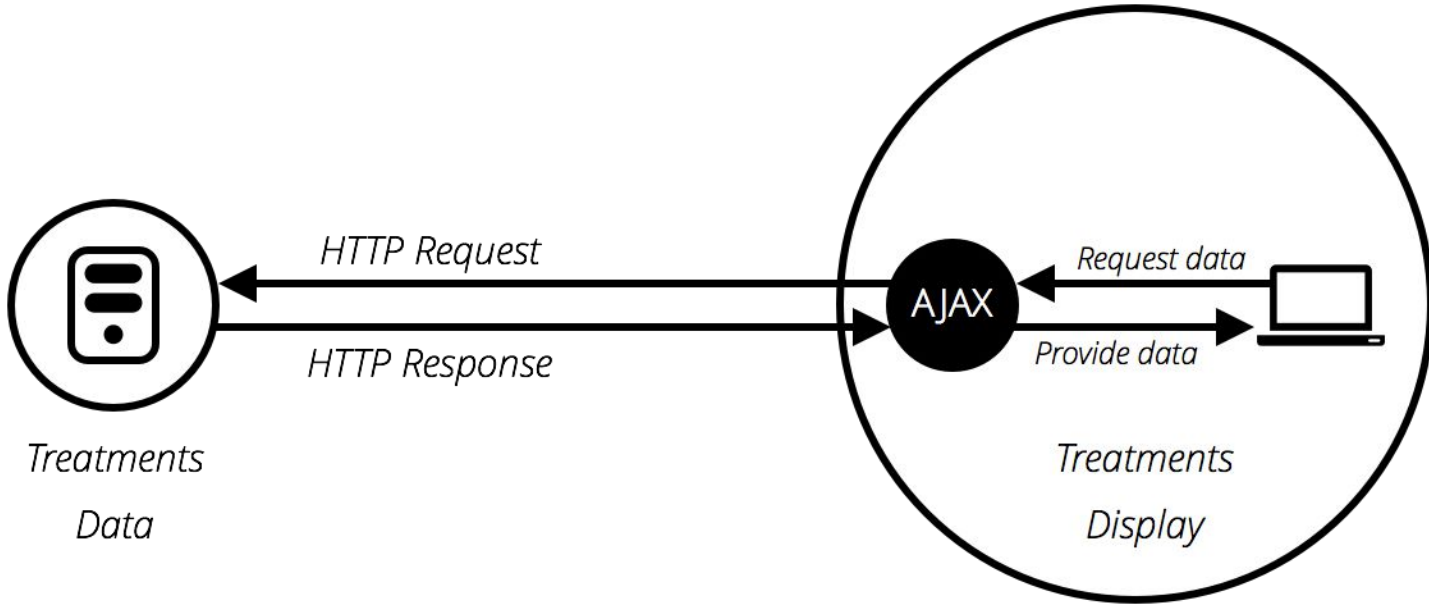 HTTP Request
Request data
AJAX
HTTP Response
Provide data
Treatments
Data
Treatments
Display